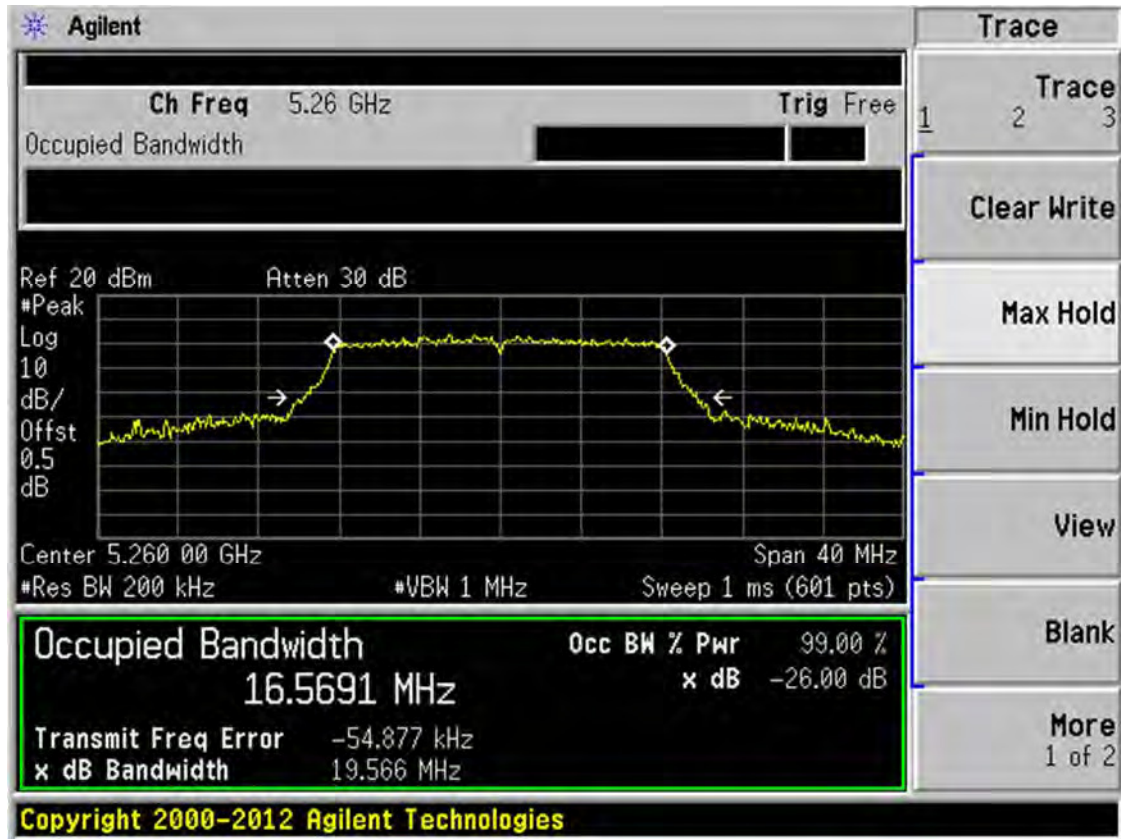 Agilent
Trace
Ch Freq 5.26 GHz Trig Free
Occupied Bandwidth
Trace
1 2 3
Clear Write
Max Hold
Min Hold
View
Blank
More
1 of 2
Ref 20 dBm Atten 30 dB
#Peak
Log
10
dB/
Offst
0.5
dB
Center 5.260 00 GHz Span 40 MHz
#Res BW 200 kHz #VBW 1 MHz Sweep 1 ms (601 pts)
Occupied Bandwidth
16.5691 MHz
Occ BW % Pwr 99.00 %
x dB -26.00 dB
Transmit Freq Error -54.877 kHz
x dB Bandwidth 19.566 MHz
Copyright 2000-2012 Agilent Technologies